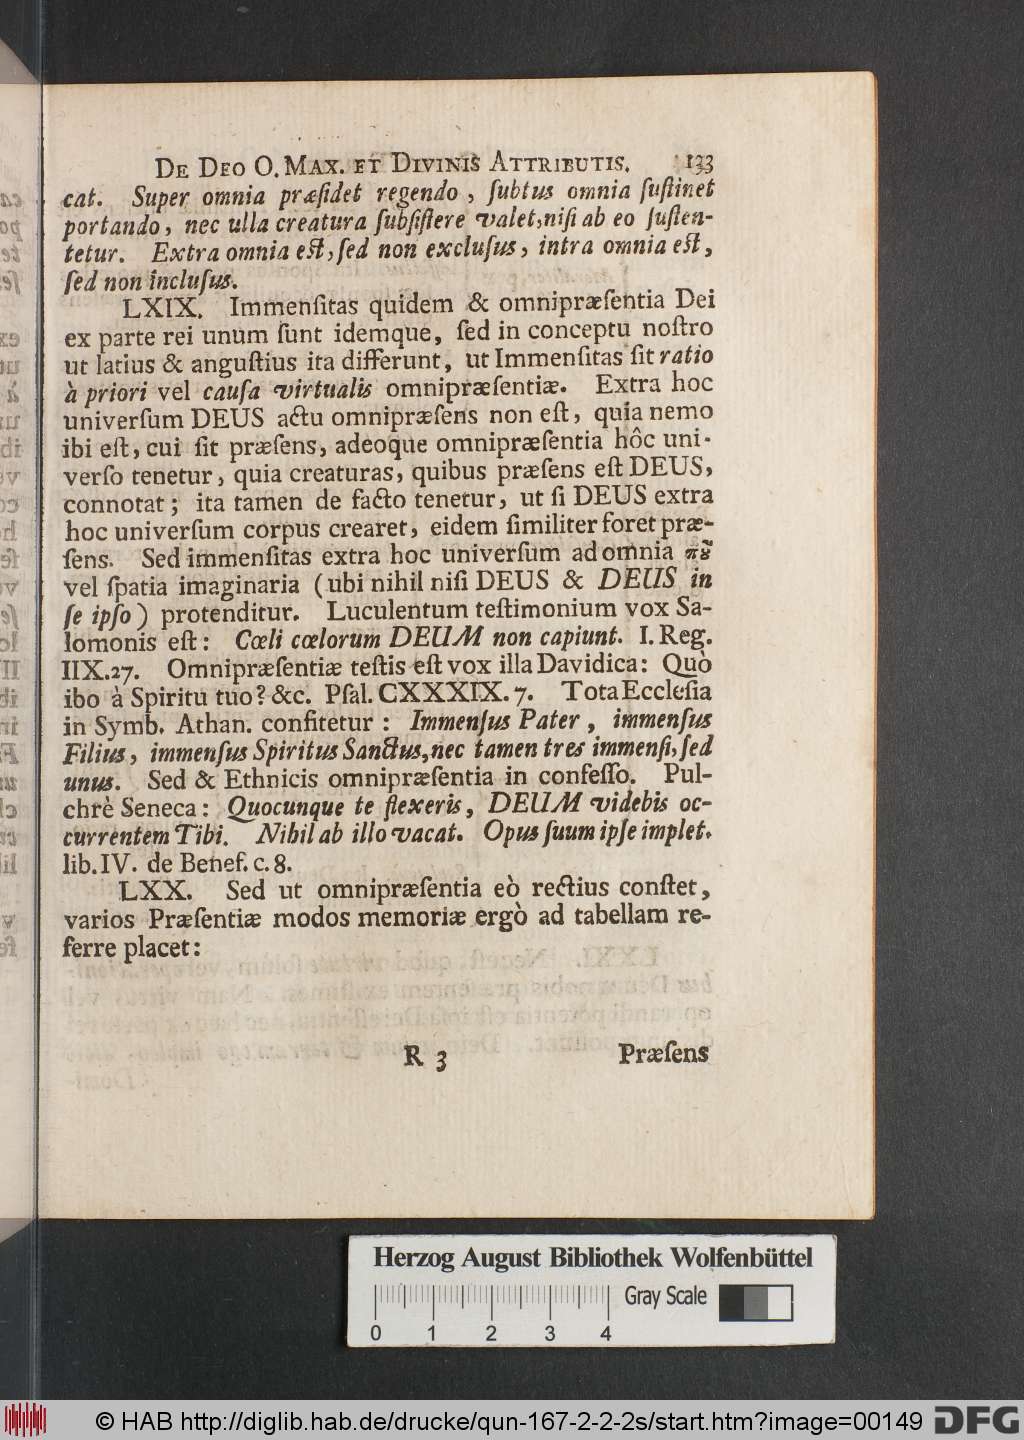 De Deo O. Max. et Divinis Attributis. 133
cat. Super omnia præſidet regendo, ſubtus omnia ſuſtinet
portando, nec ulla creatura ſubſiſtere valet, niſi ab eo ſuſten-
tetur. Extra omnia eſt, ſed non excluſus, intra omnia eſt,
ſed non incluſus.
LXIX. Immenſitas quidem & omnipræſentia Dei
ex parte rei unum ſunt idemque, ſed in conceptu noſtro
ut latius & anguſtius ita differunt, ut Immenſitas ſit ratio
à priori vel cauſa virtualis omnipræſentiæ. Extra hoc
univerſum DEUS actu omnipræſens non eſt, quia nemo
ibi eſt, cui ſit præſens, adeoque omnipræſentia hôc uni-
verſo tenetur, quia creaturas, quibus præſens eſt DEUS,
connotat; ita tamen de facto tenetur, ut ſi DEUS extra
hoc univerſum corpus crearet, eidem ſimiliter foret præ-
ſens. Sed immenſitas extra hoc univerſum ad omnia πȣ͂
vel ſpatia imaginaria (ubi nihil niſi DEUS & DEUS in
ſe ipſo) protenditur. Luculentum teſtimonium vox Sa-
lomonis eſt: Cœli cœlorum DEUM non capiunt. I. Reg.
IIX. 27. Omnipræſentiæ teſtis eſt vox illa Davidica: Quò
ibo à Spiritu tuo? &c. Pſal. CXXXIX. 7. Tota Eccleſia
in Symb. Athan. confitetur: Immenſus Pater, immenſus
Filius, immenſus Spiritus Sanctus, nec tamen tres immenſi, ſed
unus. Sed & Ethnicis omnipræſentia in confeſſo. Pul-
chrè Seneca: Quocunque te flexeris, DEUM videbis oc-
currentem Tibi. Nihil ab illo vacat. Opus ſuum ipſe implet.
lib. IV. de Benef. c. 8.
LXX. Sed ut omnipræſentia eò rectius conſtet,
varios Præſentiæ modos memoriæ ergò ad tabellam re-
ferre placet:
R 3 Præſens
Herzog August Bibliothek Wolfenbüttel
Gray Scale
0 1 2 3 4
© HAB http://diglib.hab.de/drucke/qun-167-2-2-2s/start.htm?image=00149 DFG